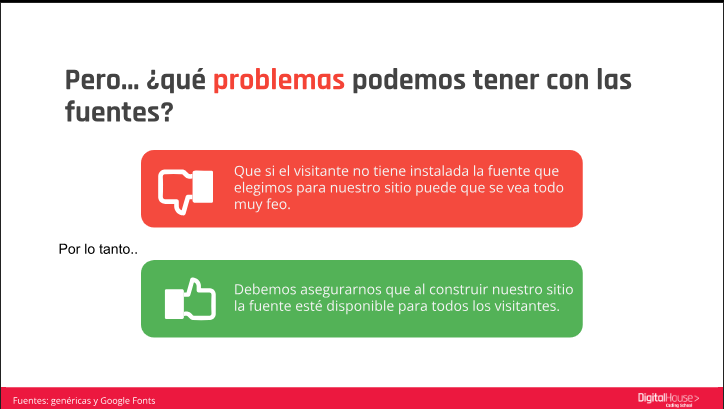 Pero... ¿qué problemas podemos tener con las
fuentes?
Que si el visitante no tiene instalada la fuente que
elegimos para nuestro sitio puede que se vea todo
muy feo.
Por lo tanto..
Debemos asegurarnos que al construir nuestro sitio
la fuente esté disponible para todos los visitantes.
Fuentes: genéricas y Google Fonts
DigitalHouse>
Coding School